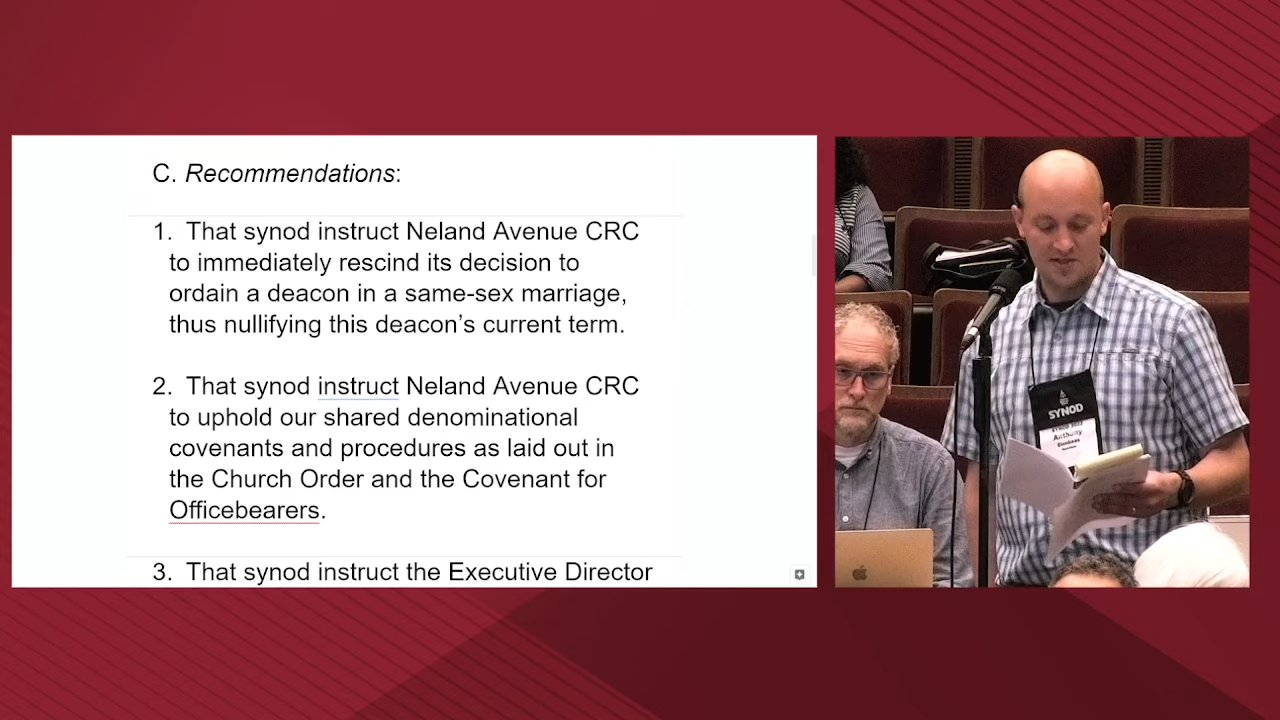 C. Recommendations:
1. That synod instruct Neland Avenue CRC
to immediately rescind its decision to
ordain a deacon in a same-sex marriage,
thus nullifying this deacon’s current term.
2. That synod instruct Neland Avenue CRC
to uphold our shared denominational
covenants and procedures as laid out in
the Church Order and the Covenant for
Officebearers.
3. That synod instruct the Executive Director
SYNOD
Anthony